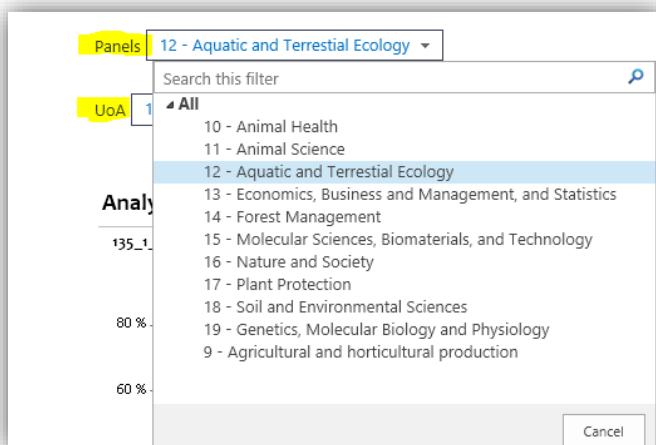 Panels 12 - Aquatic and Terrestial Ecology
Search this filter
UoA 1
All
10 - Animal Health
11 - Animal Science
12 - Aquatic and Terrestial Ecology
13 - Economics, Business and Management, and Statistics
14 - Forest Management
15 - Molecular Sciences, Biomaterials, and Technology
16 - Nature and Society
17 - Plant Protection
18 - Soil and Environmental Sciences
19 - Genetics, Molecular Biology and Physiology
9 - Agricultural and horticultural production
Analy
135_1_
80 %
60 %
Cancel